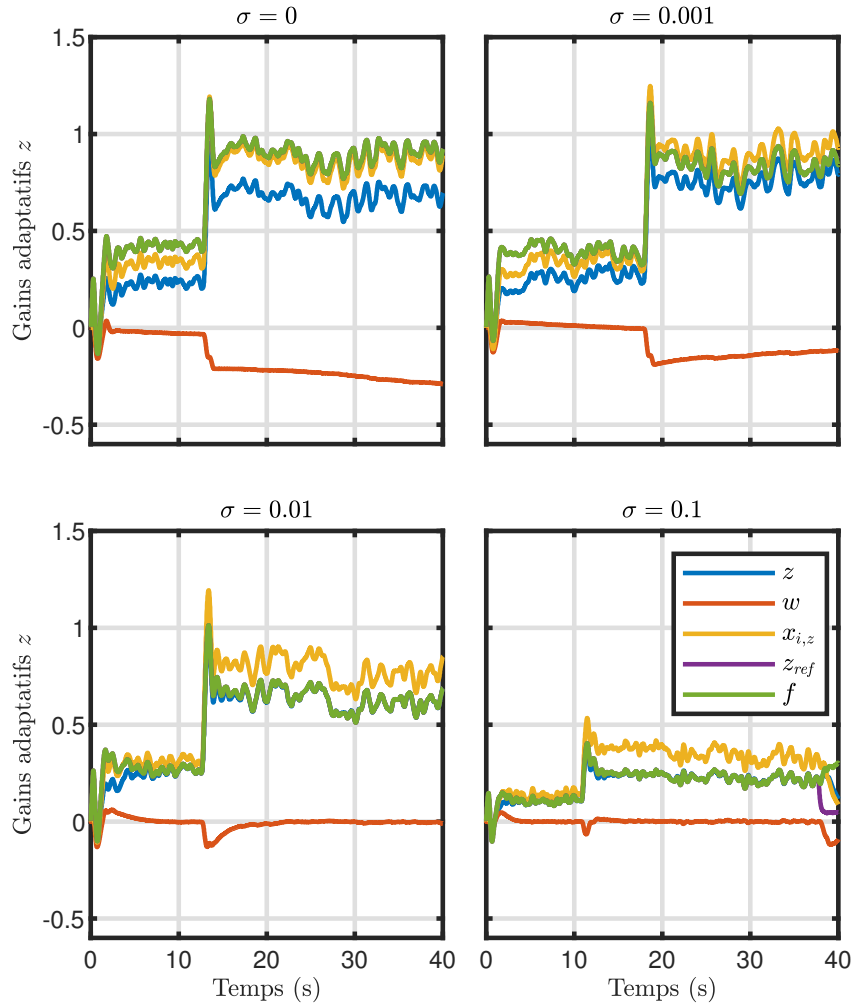 σ = 0
σ = 0.001
1.5
1
0.5
0
-0.5
Gains adaptatifs z
σ = 0.01
σ = 0.1
1.5
1
0.5
0
-0.5
Gains adaptatifs z
z
w
x_{i,z}
z_{ref}
f
0 10 20 30 40
0 10 20 30 40
Temps (s)
Temps (s)